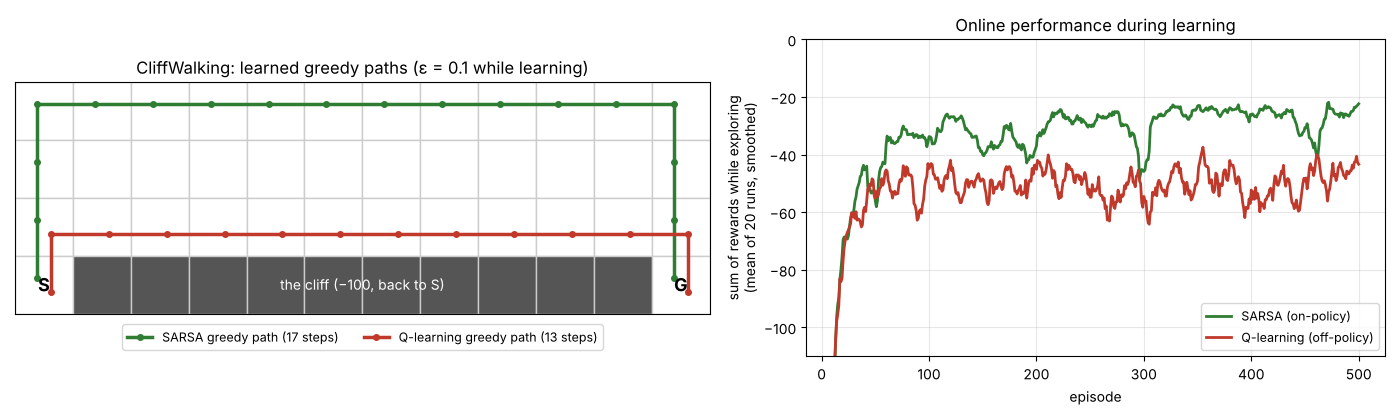 CliffWalking: learned greedy paths (ε = 0.1 while learning)
S
the cliff (−100, back to S)
G
SARSA greedy path (17 steps)
Q-learning greedy path (13 steps)
Online performance during learning
sum of rewards while exploring
(mean of 20 runs, smoothed)
0
−20
−40
−60
−80
−100
0
100
200
300
400
500
episode
SARSA (on-policy)
Q-learning (off-policy)